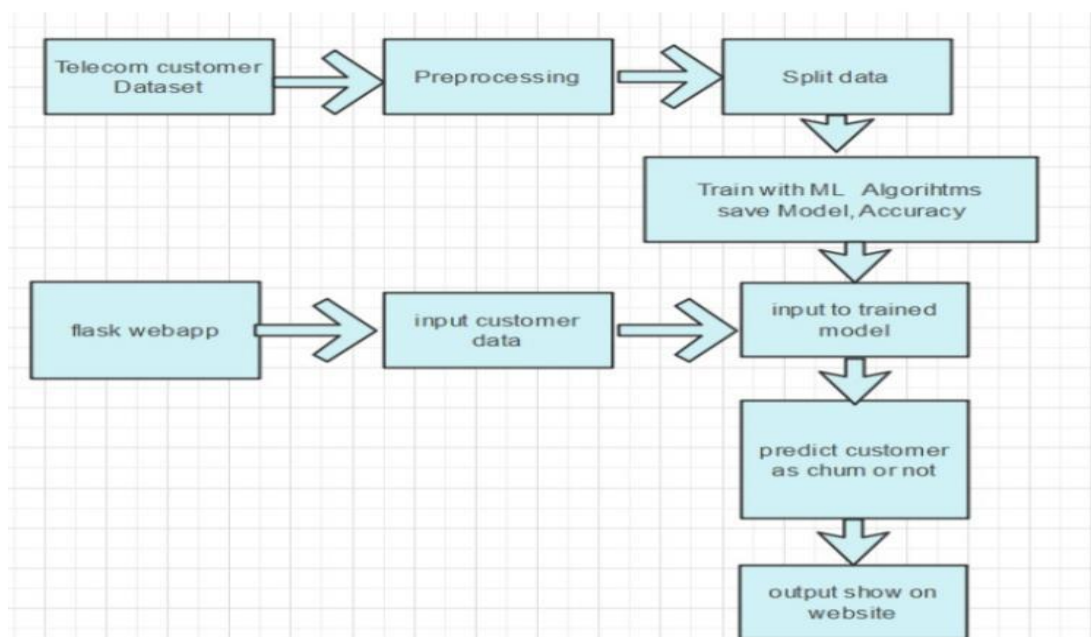 Telecom customer
Dataset
Preprocessing
Split data
Train with ML Algorihtms
save Model, Accuracy
flask webapp
input customer
data
input to trained
model
predict customer
as churn or not
output show on
website